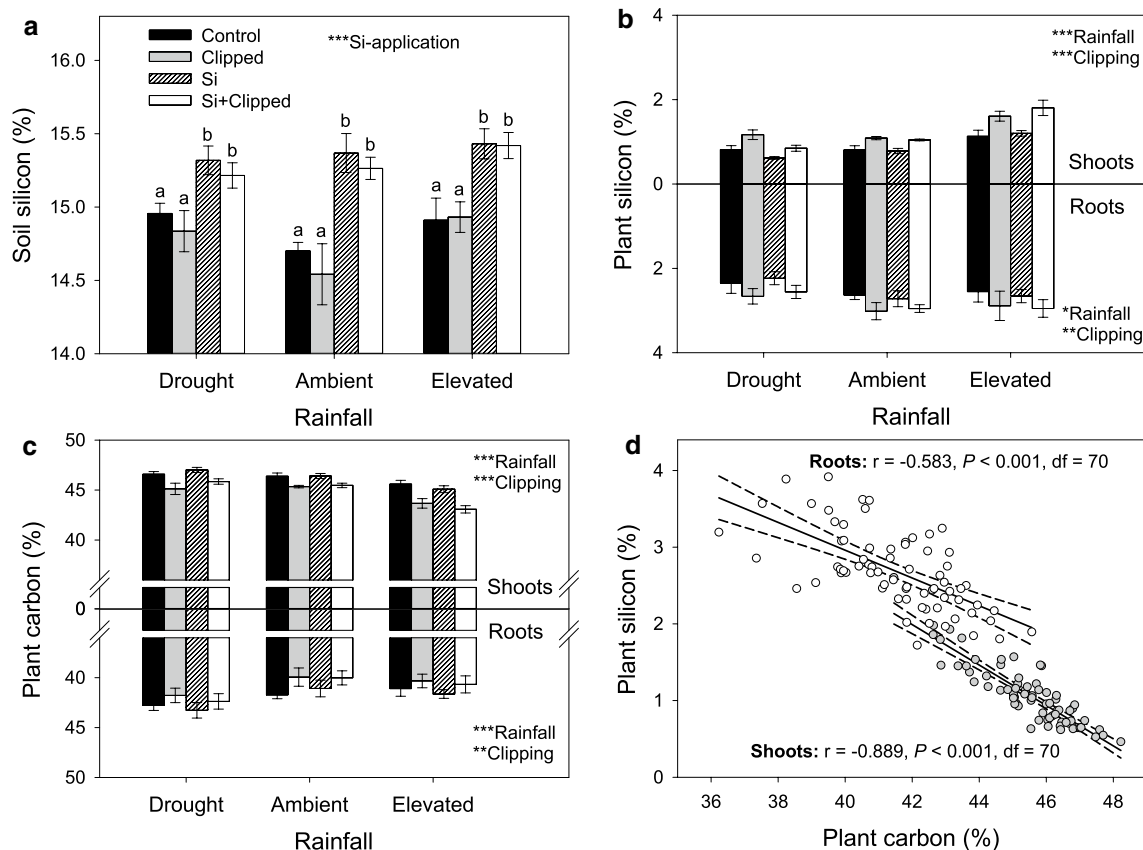 a
***Si-application
Control
Clipped
Si
Si+Clipped
Soil silicon (%)
16.0
15.5
15.0
14.5
14.0
a a b b
a a b b
a a b b
Drought Ambient Elevated
Rainfall
b
***Rainfall
***Clipping
Plant silicon (%)
4
2
0
2
4
Shoots
Roots
*Rainfall
**Clipping
Drought Ambient Elevated
Rainfall
c
***Rainfall
***Clipping
Plant carbon (%)
50
45
40
0
40
45
50
Shoots
Roots
***Rainfall
**Clipping
Drought Ambient Elevated
Rainfall
d
Roots: r = -0.583, P < 0.001, df = 70
Plant silicon (%)
4
3
2
1
0
Shoots: r = -0.889, P < 0.001, df = 70
36 38 40 42 44 46 48
Plant carbon (%)